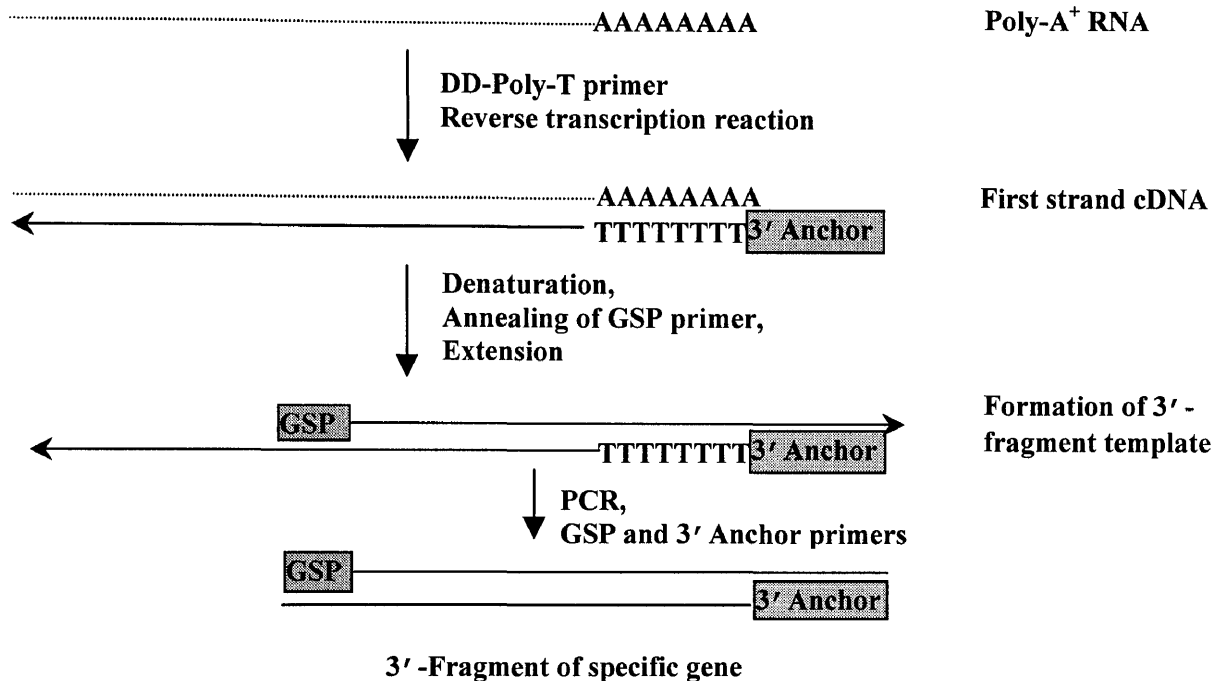 AAAAAAAA
Poly-A+ RNA
DD-Poly-T primer
Reverse transcription reaction
AAAAAAAA
First strand cDNA
TTTTTTTT 3′ Anchor
Denaturation,
Annealing of GSP primer,
Extension
GSP
Formation of 3′ -
fragment template
TTTTTTTT 3′ Anchor
PCR,
GSP and 3′ Anchor primers
GSP
3′ Anchor
3′ -Fragment of specific gene